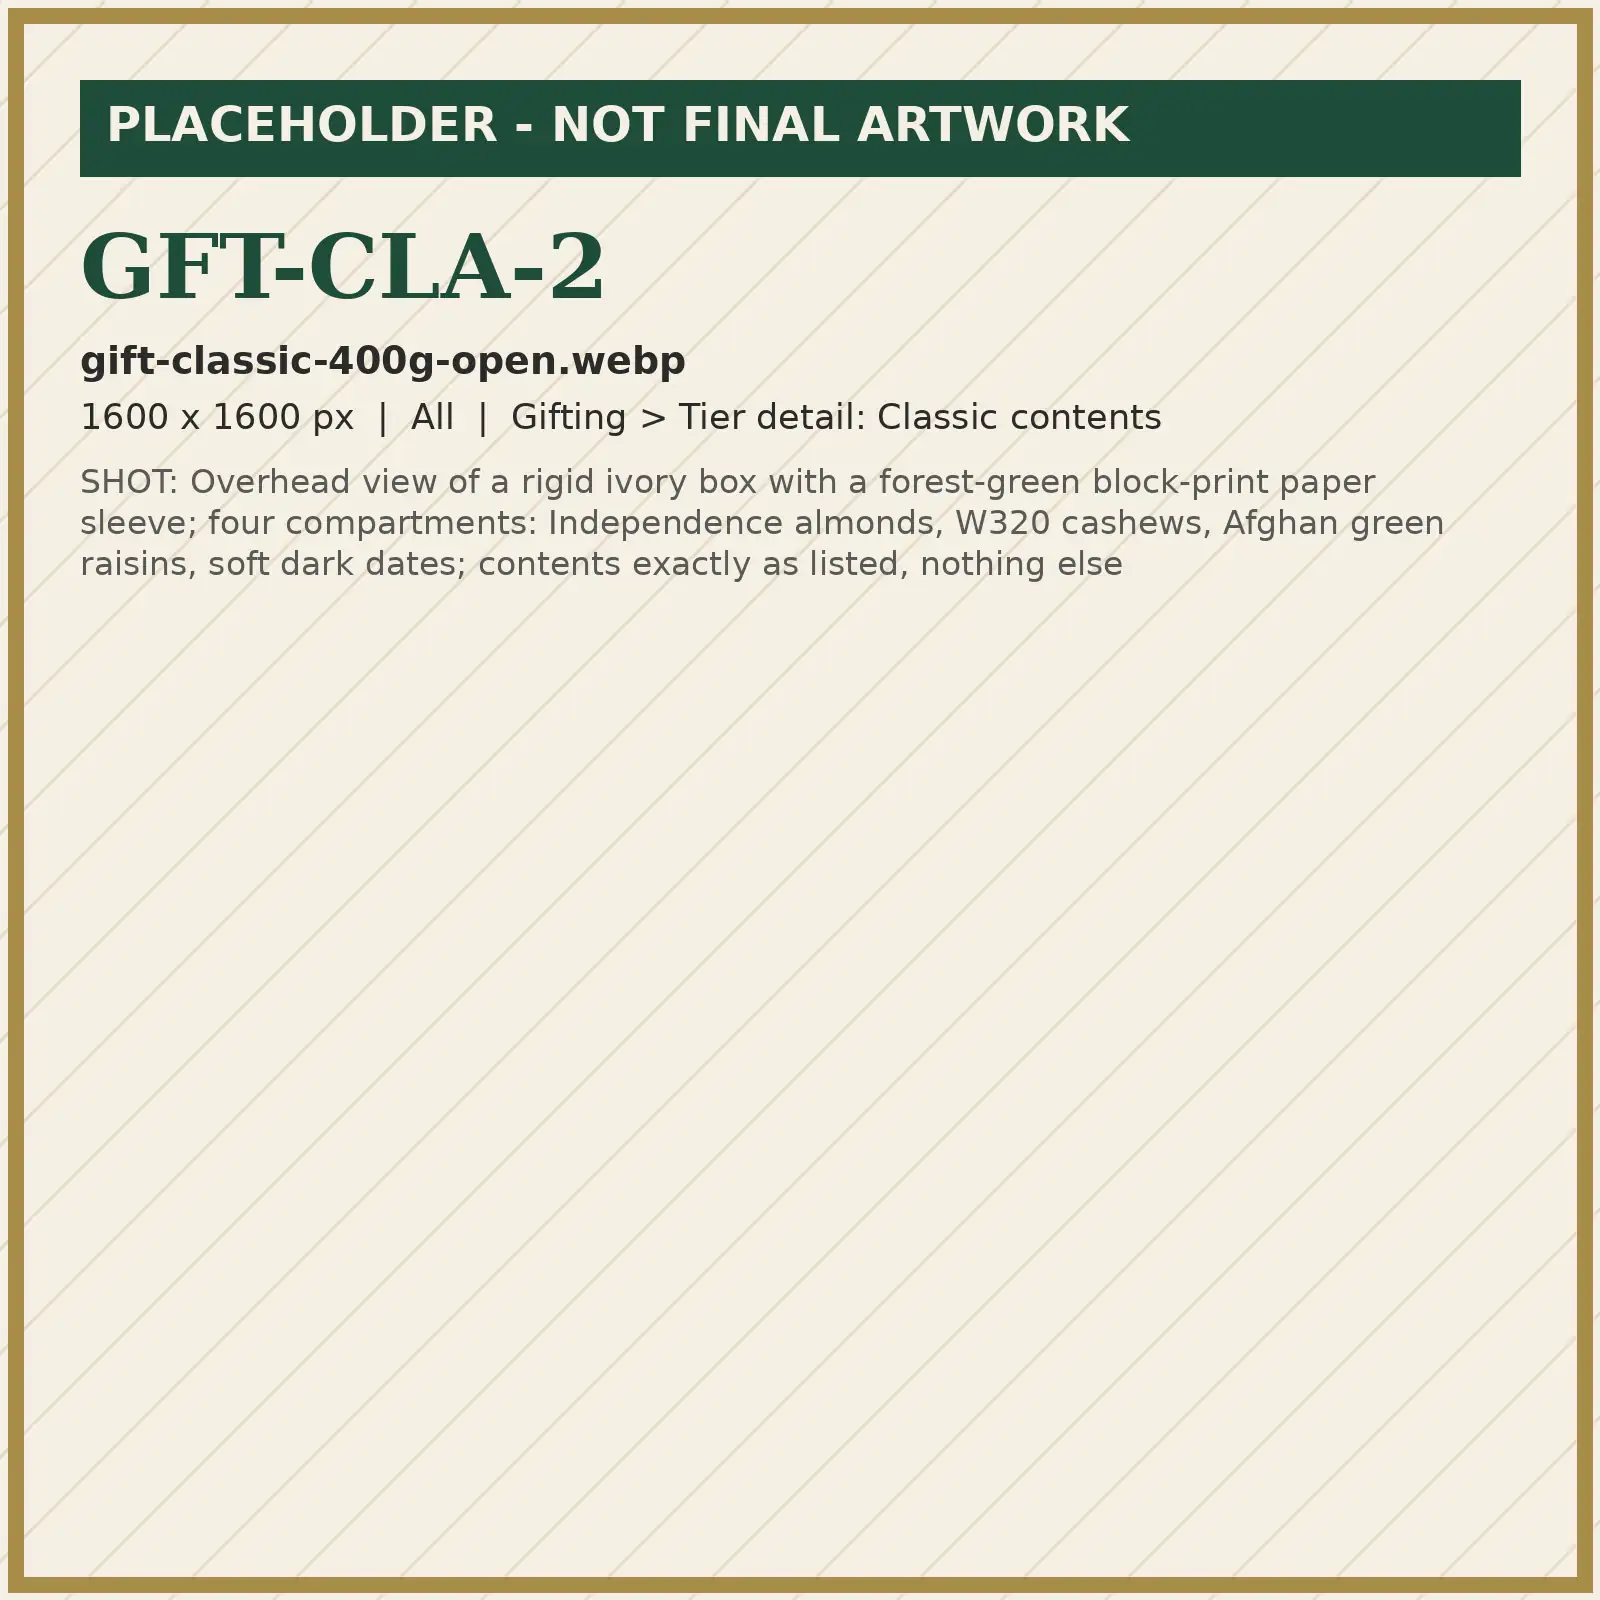 PLACEHOLDER - NOT FINAL ARTWORK
GFT-CLA-2
gift-classic-400g-open.webp
1600 x 1600 px | All | Gifting > Tier detail: Classic contents
SHOT: Overhead view of a rigid ivory box with a forest-green block-print paper
sleeve; four compartments: Independence almonds, W320 cashews, Afghan green
raisins, soft dark dates; contents exactly as listed, nothing else